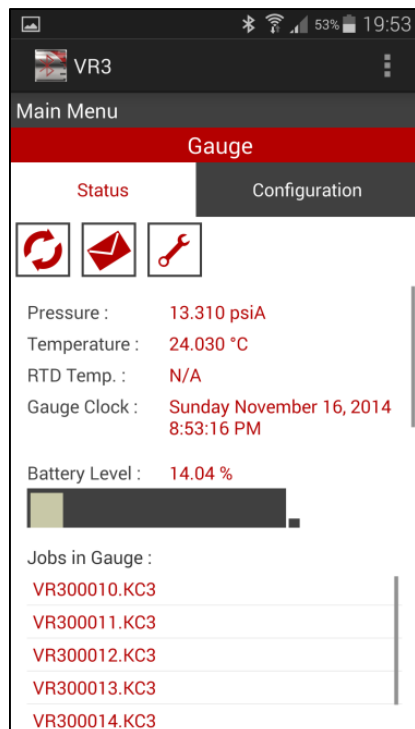 53% 19:53
VR3
Main Menu
Gauge
Status Configuration
Pressure : 13.310 psiA
Temperature : 24.030 °C
RTD Temp. : N/A
Gauge Clock : Sunday November 16, 2014
8:53:16 PM
Battery Level : 14.04 %
Jobs in Gauge :
VR300010.KC3
VR300011.KC3
VR300012.KC3
VR300013.KC3
VR300014.KC3